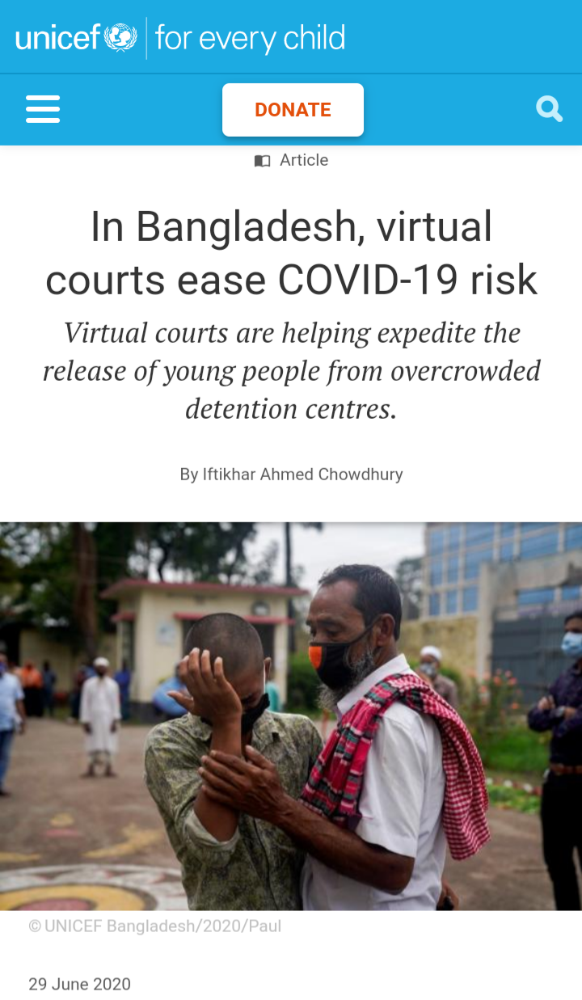 unicef for every child
DONATE
Article
In Bangladesh, virtual
courts ease COVID-19 risk
Virtual courts are helping expedite the
release of young people from overcrowded
detention centres.
By Iftikhar Ahmed Chowdhury
© UNICEF Bangladesh/2020/Paul
29 June 2020